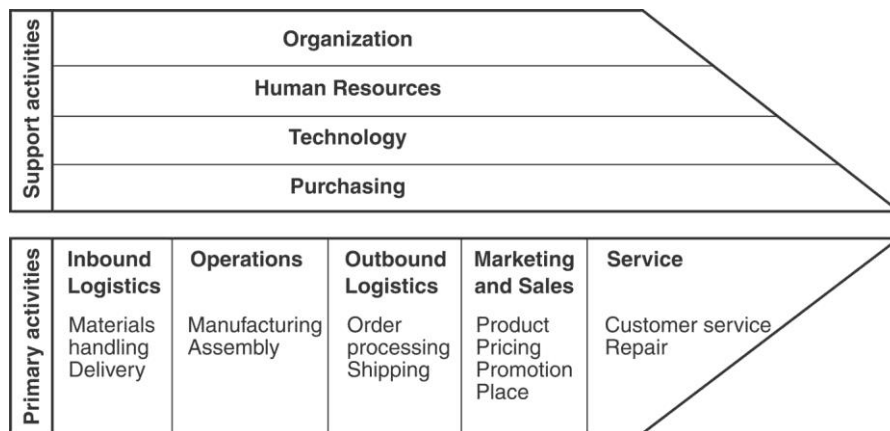 Support activities
Organization
Human Resources
Technology
Purchasing
Primary activities
Inbound
Logistics
Materials
handling
Delivery
Operations
Manufacturing
Assembly
Outbound
Logistics
Order
processing
Shipping
Marketing
and Sales
Product
Pricing
Promotion
Place
Service
Customer service
Repair